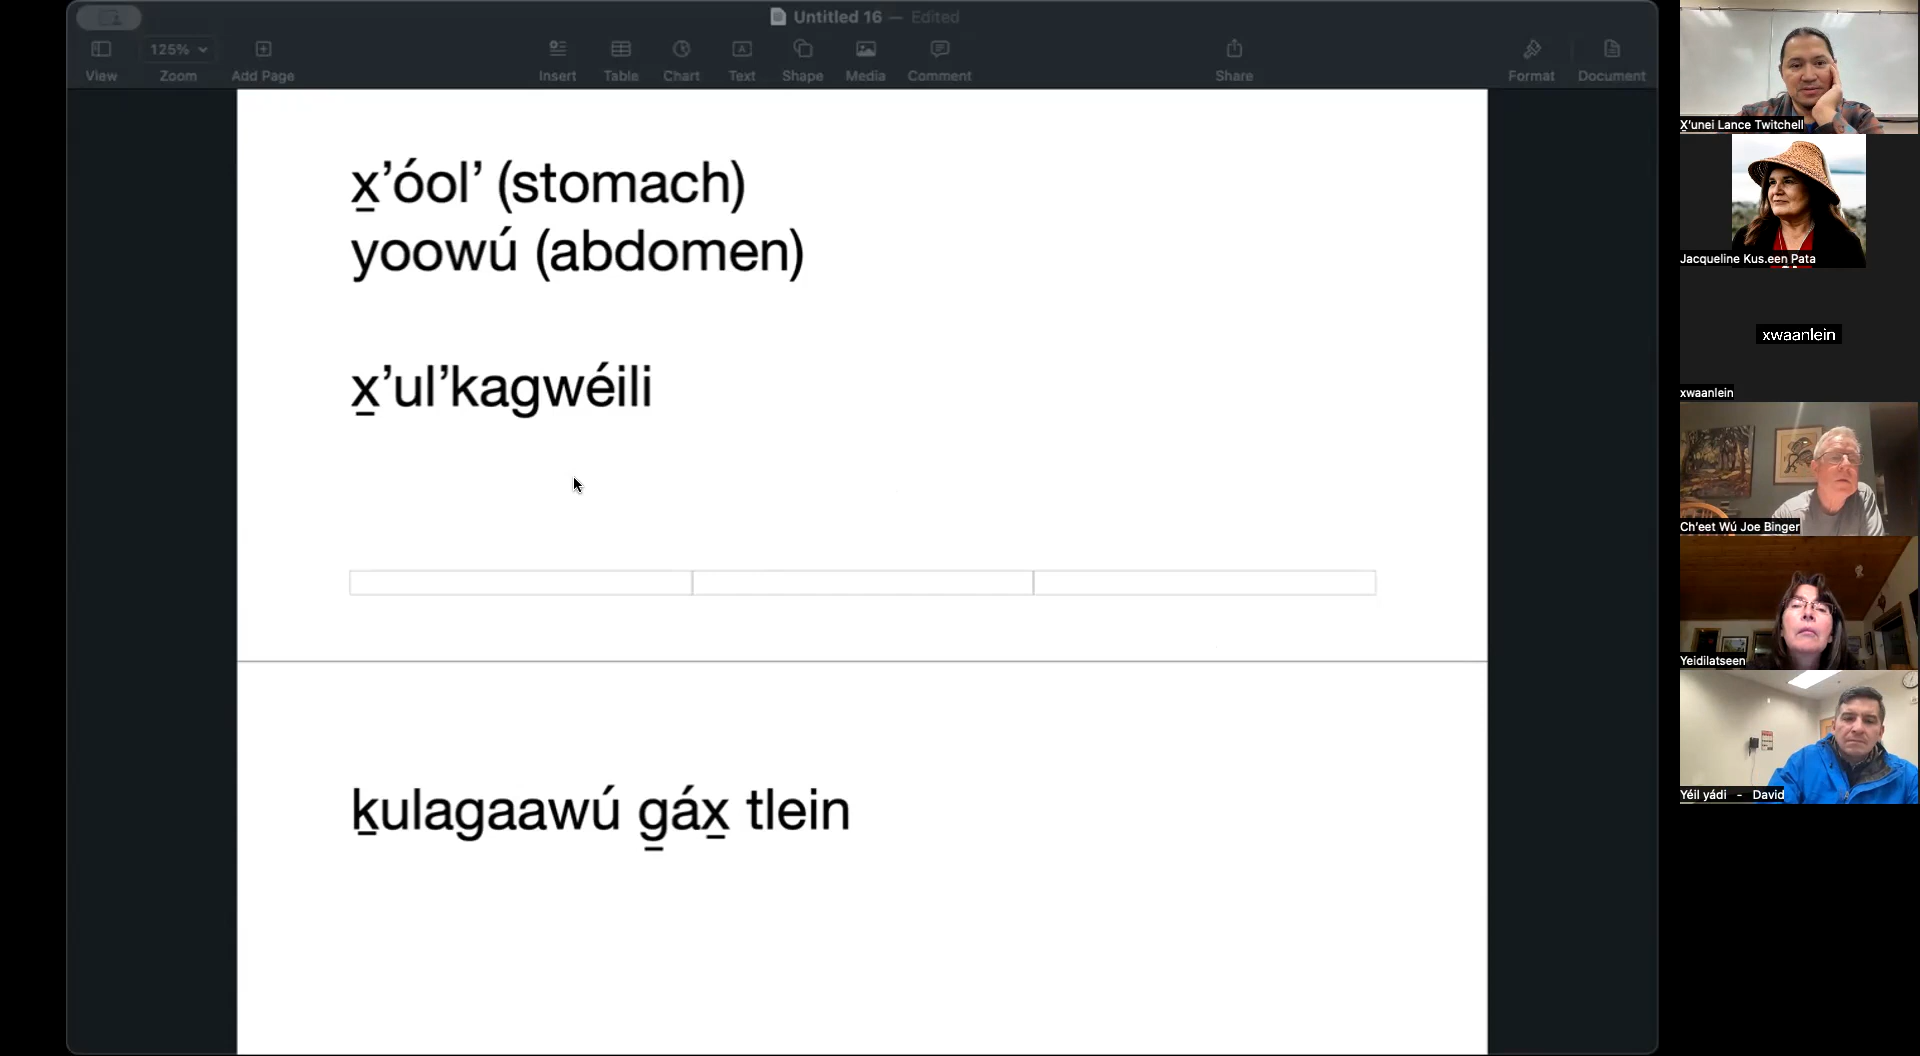 Untitled 16 — Edited
125%
View
Zoom
Add Page
Insert
Table
Chart
Text
Shape
Media
Comment
Share
Format
Document
x̱’óol’ (stomach)
yoowú (abdomen)
x̱’ul’kagwéili
ḵulagaawú g̱áx̱ tlein
X̱’unei Lance Twitchell
Jacqueline Kus.een Pata
xwaanlein
xwaanlein
Ch’eet Wú Joe Binger
Yeidilatseen
Yéil yádi - David